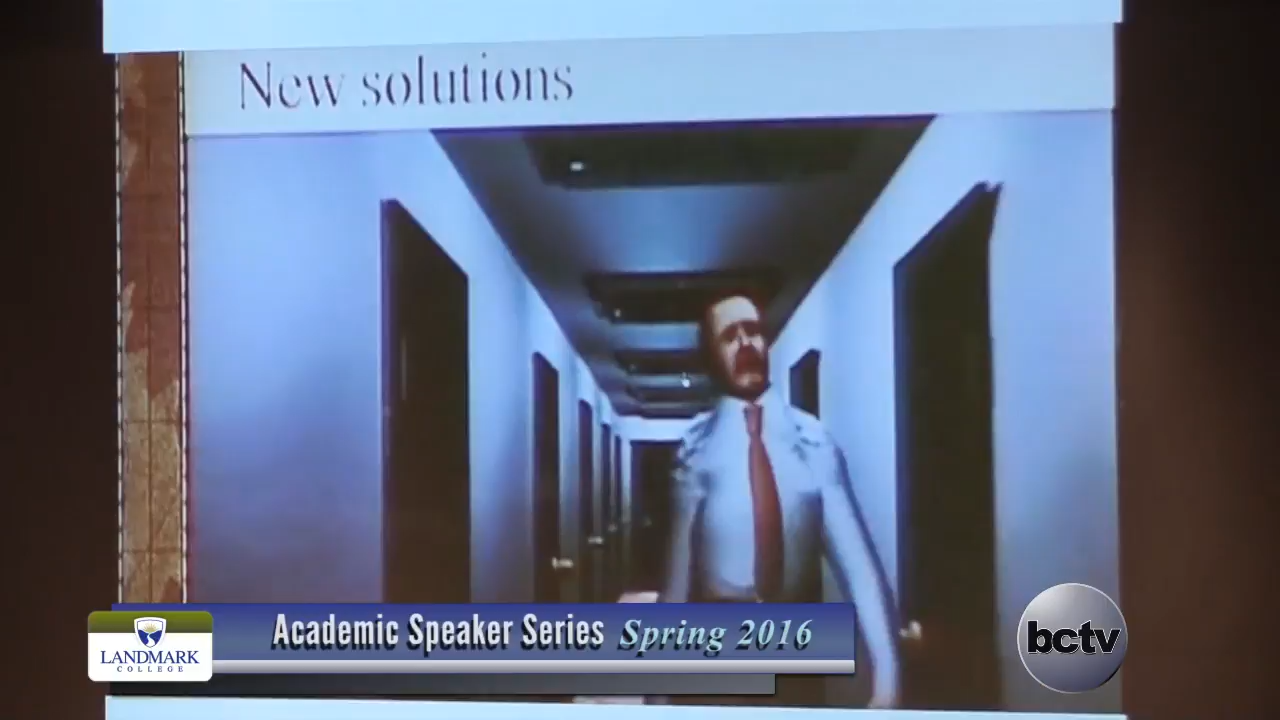 New solutions
Academic Speaker Series Spring 2016
LANDMARK
COLLEGE
bctv